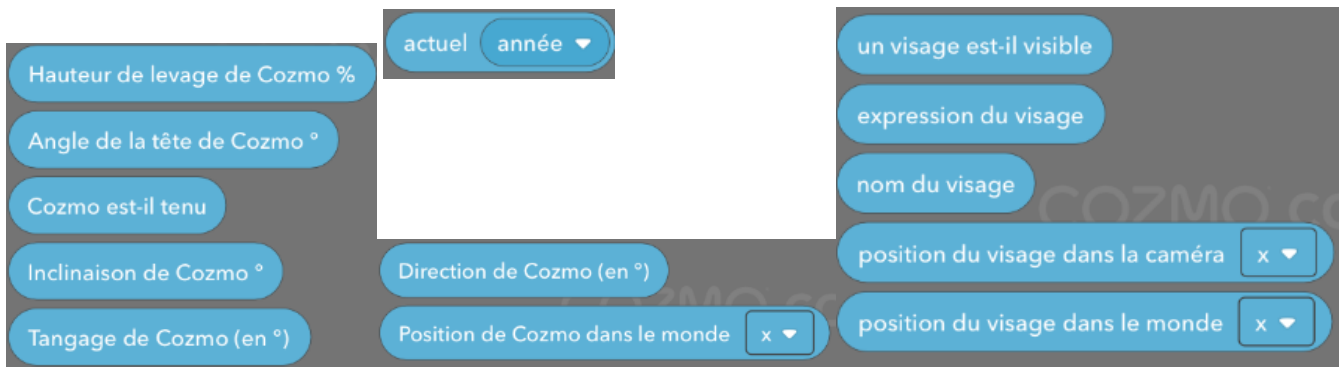 Hauteur de levage de Cozmo %
Angle de la tête de Cozmo °
Cozmo est-il tenu
Inclinaison de Cozmo °
Tangage de Cozmo (en °)
actuel année
Direction de Cozmo (en °)
Position de Cozmo dans le monde x
un visage est-il visible
expression du visage
nom du visage
COZMO
position du visage dans la caméra x
position du visage dans le monde x